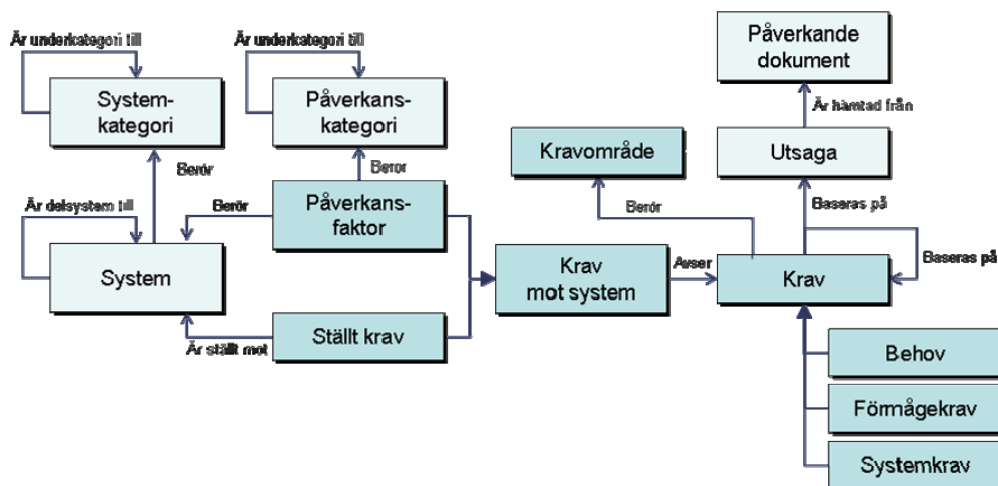 Är underkategori till
System-
kategori
Är underkategori till
Påverkans-
kategori
Påverkande
dokument
Är hämtad från
Utsaga
Kravområde
Berör
Beror
Är delsystem till
System
Berör
Påverkans-
faktor
Berör
Baseras på
Baseras på
Krav
mot system
Avser
Krav
Är ställt mot
Ställt krav
Behov
Förmågekrav
Systemkrav